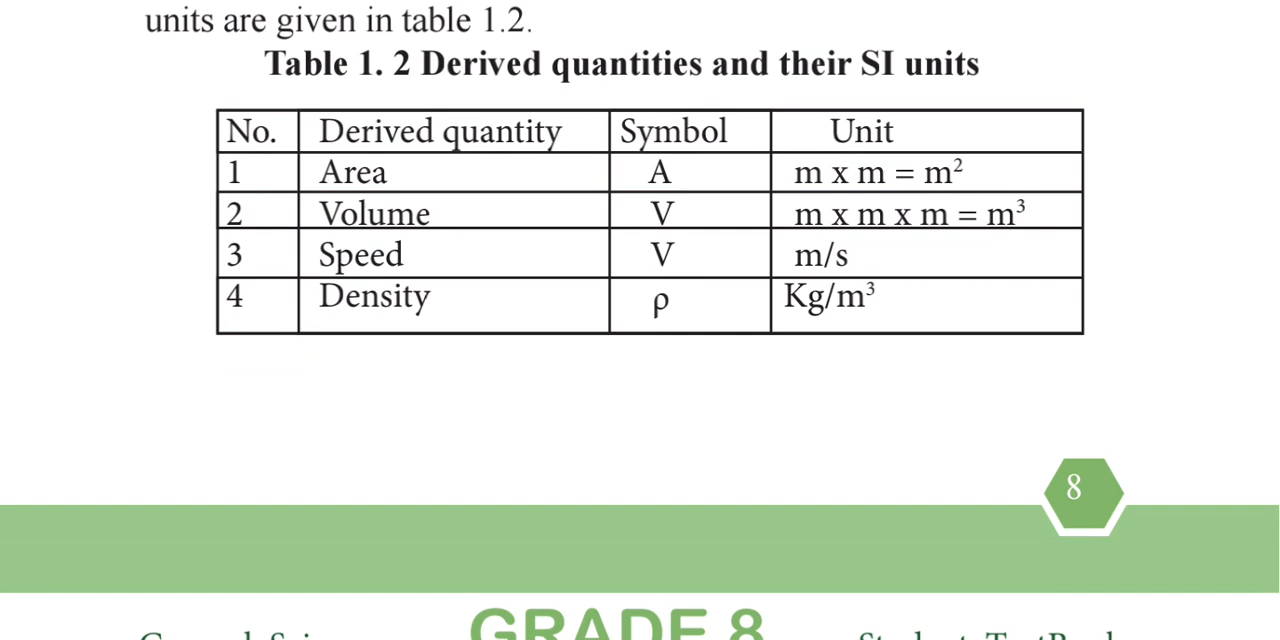 units are given in table 1.2.
Table 1. 2 Derived quantities and their SI units
No. Derived quantity Symbol Unit
1 Area A m x m = m²
2 Volume V m x m x m = m³
3 Speed V m/s
4 Density ρ Kg/m³
8
GRADE 8